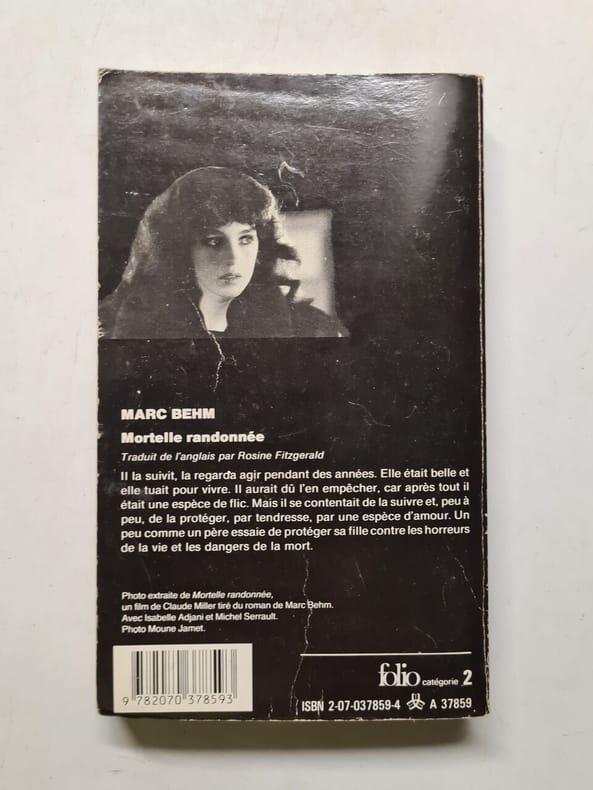 MARC BEHM
Mortelle randonnée
Traduit de l'anglais par Rosine Fitzgerald
Il la suivit, la regarda agir pendant des années. Elle était belle et
elle tuait pour vivre. Il aurait dû l'en empêcher, car après tout il
était une espèce de flic. Mais il se contentait de la suivre et, peu à
peu, de la protéger, par tendresse, par une espèce d'amour. Un
peu comme un père essaie de protéger sa fille contre les horreurs
de la vie et les dangers de la mort.
Photo extraite de Mortelle randonnée,
un film de Claude Miller tiré du roman de Marc Behm.
Avec Isabelle Adjani et Michel Serrault.
Photo Moune Jamet.
folio catégorie 2
9 782070 378593
ISBN 2-07-037859-4 A 37859